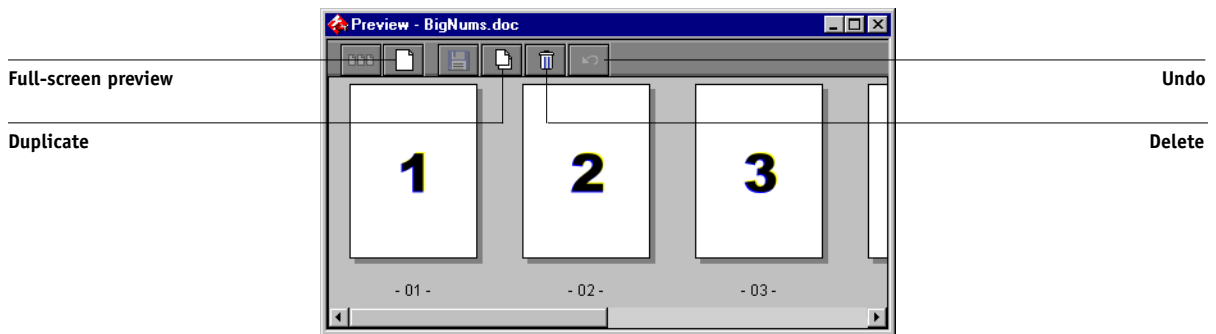 Preview - BigNums.doc
Full-screen preview
Undo
Duplicate
Delete
1 2 3
- 01 - - 02 - - 03 -